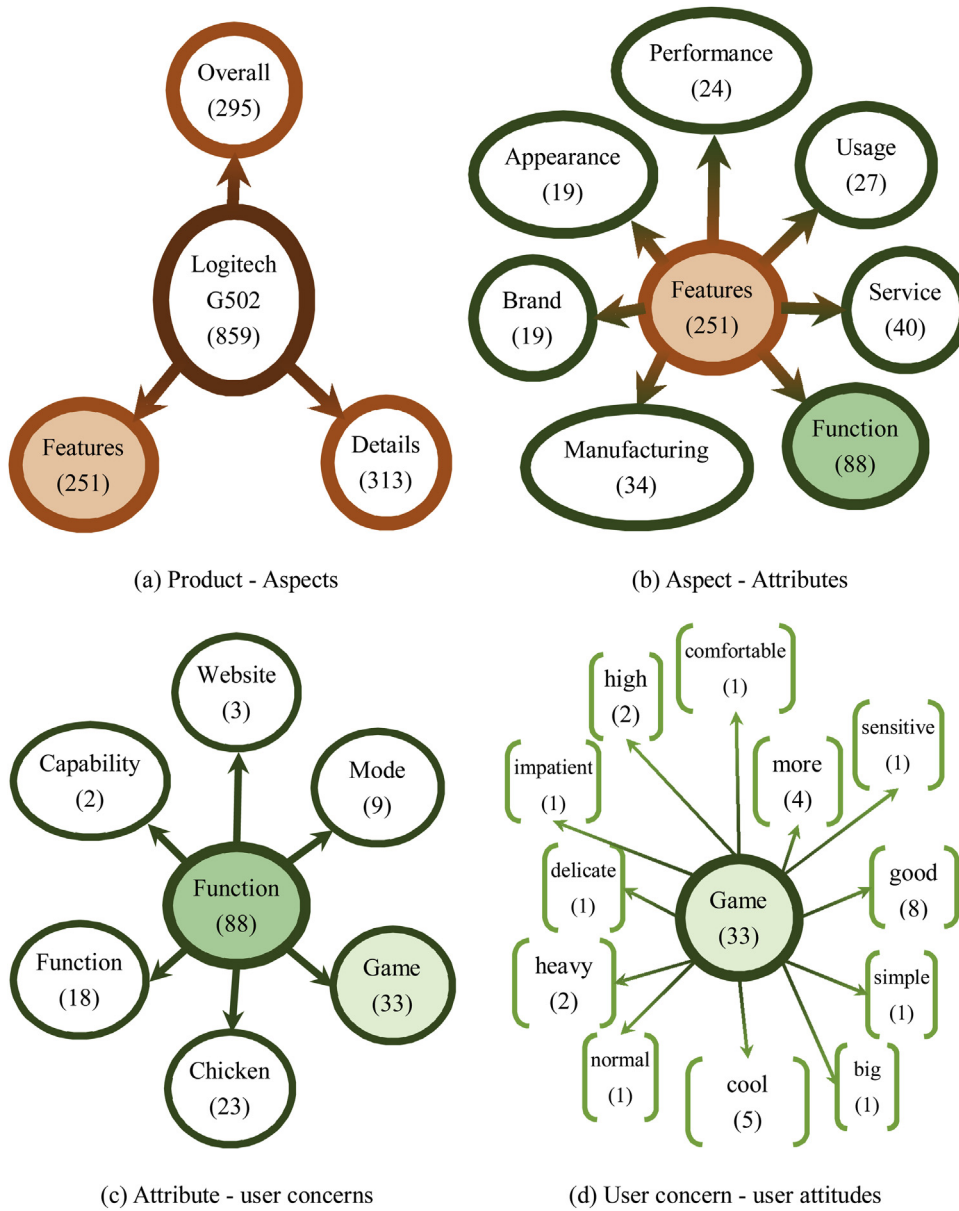 Overall
(295)
Logitech
G502
(859)
Features
(251)
Details
(313)
(a) Product - Aspects
Performance
(24)
Appearance
(19)
Usage
(27)
Brand
(19)
Features
(251)
Service
(40)
Manufacturing
(34)
Function
(88)
(b) Aspect - Attributes
Website
(3)
Capability
(2)
Mode
(9)
Function
(88)
Function
(18)
Game
(33)
Chicken
(23)
(c) Attribute - user concerns
comfortable
(1)
high
(2)
sensitive
(1)
impatient
(1)
more
(4)
delicate
(1)
Game
(33)
good
(8)
heavy
(2)
simple
(1)
normal
(1)
cool
(5)
big
(1)
(d) User concern - user attitudes